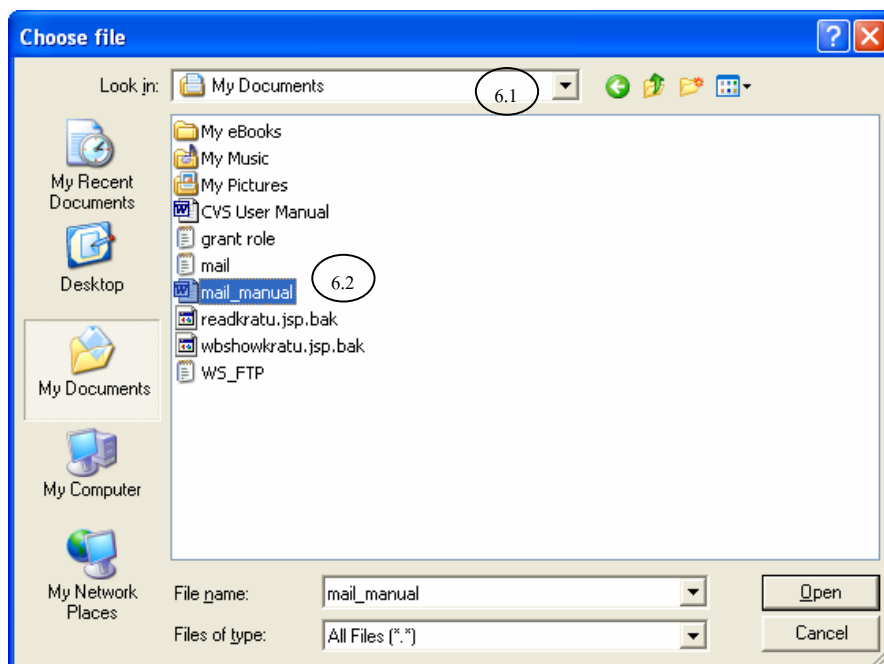 Choose file
Look in:
My Documents
6.1
My Recent
Documents
Desktop
My Documents
My Computer
My Network
Places
My eBooks
My Music
My Pictures
CVS User Manual
grant role
mail
6.2
mail_manual
readkratu.jsp.bak
wbshowkratu.jsp.bak
WS_FTP
File name:
mail_manual
Open
Files of type:
All Files (*.*)
Cancel